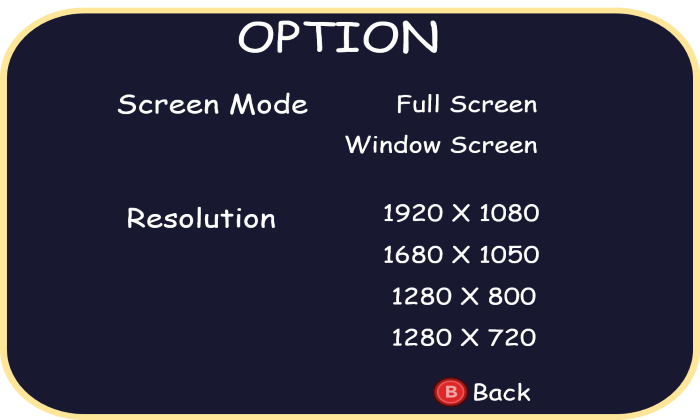 OPTION
Screen Mode
Full Screen
Window Screen
Resolution
1920 X 1080
1680 X 1050
1280 X 800
1280 X 720
B Back